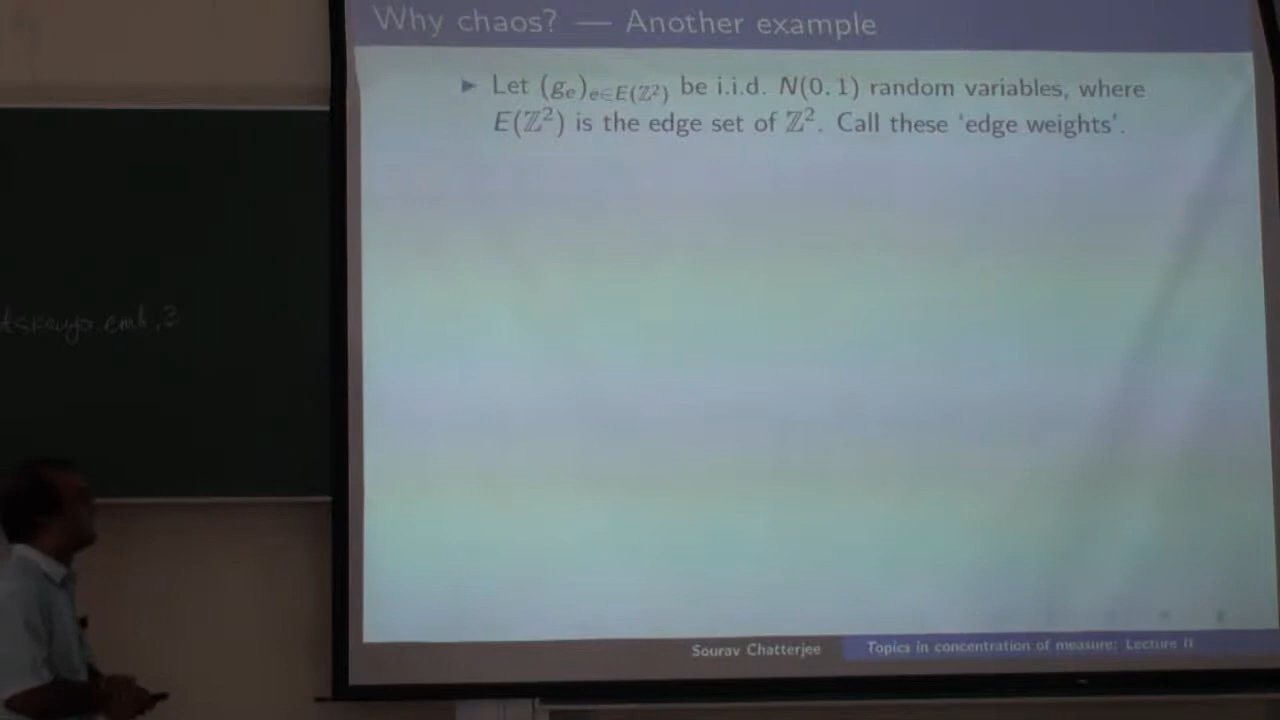 Why chaos? — Another example
► Let (gₑ)ₑ∈E(ℤ²) be i.i.d. N(0,1) random variables, where
E(ℤ²) is the edge set of ℤ². Call these 'edge weights'.
Sourav Chatterjee
Topics in concentration of measure: Lecture II